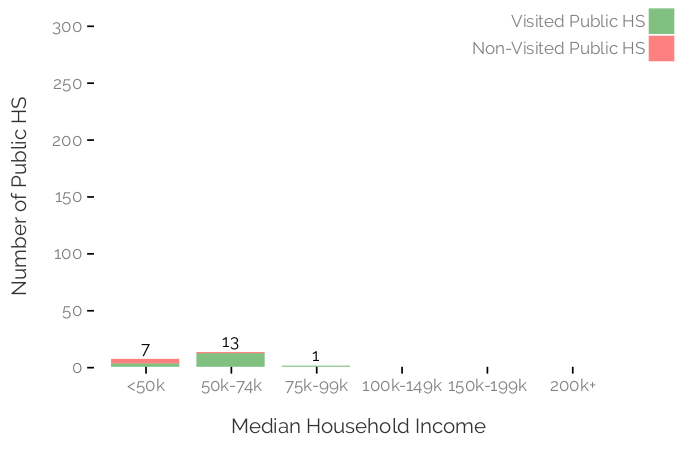 Visited Public HS
Non-Visited Public HS
Number of Public HS
300
250
200
150
100
50
0
7
13
1
<50k
50k-74k
75k-99k
100k-149k
150k-199k
200k+
Median Household Income